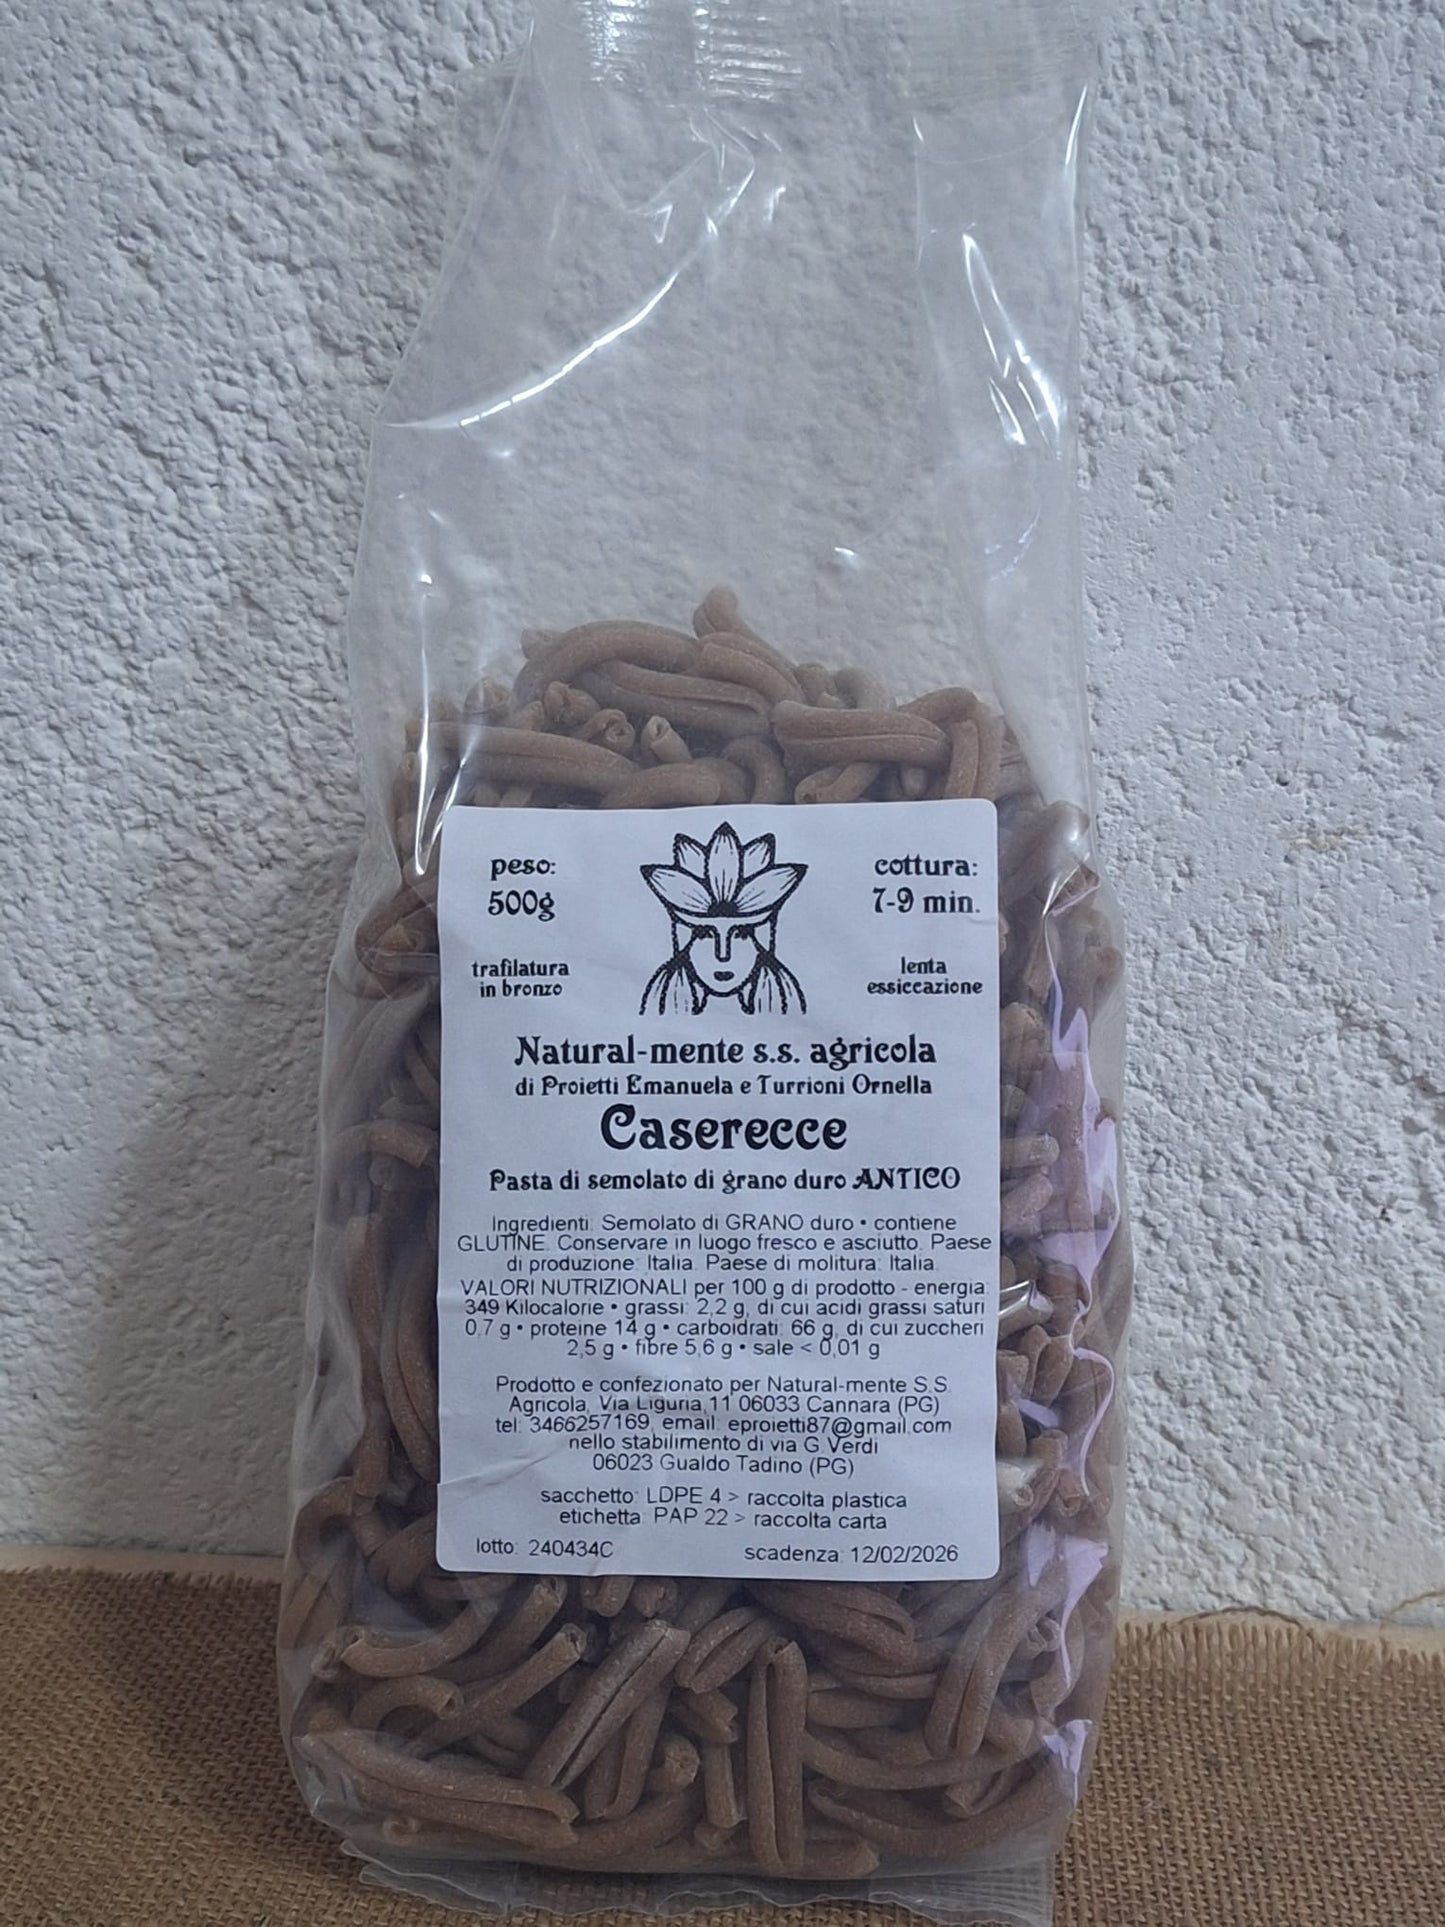 peso:
500g
cottura:
7-9 min.
trafilatura
in bronzo
lenta
essiccazione
Natural-mente s.s. agricola
di Proietti Emanuela e Turrioni Ornella
Caserecce
Pasta di semolato di grano duro ANTICO
Ingredienti: Semolato di GRANO duro • contiene
GLUTINE. Conservare in luogo fresco e asciutto. Paese
di produzione: Italia. Paese di molitura: Italia.
VALORI NUTRIZIONALI per 100 g di prodotto - energia:
349 Kilocalorie • grassi: 2,2 g, di cui acidi grassi saturi
0,7 g • proteine 14 g • carboidrati: 66 g, di cui zuccheri
2,5 g • fibre 5,6 g • sale < 0,01 g
Prodotto e confezionato per Natural-mente S.S.
Agricola, Via Liguria,11 06033 Cannara (PG)
tel: 3466257169, email: eproietti87@gmail.com
nello stabilimento di via G.Verdi
06023 Gualdo Tadino (PG)
sacchetto: LDPE 4 > raccolta plastica
etichetta: PAP 22 > raccolta carta
lotto: 240434C
scadenza: 12/02/2026